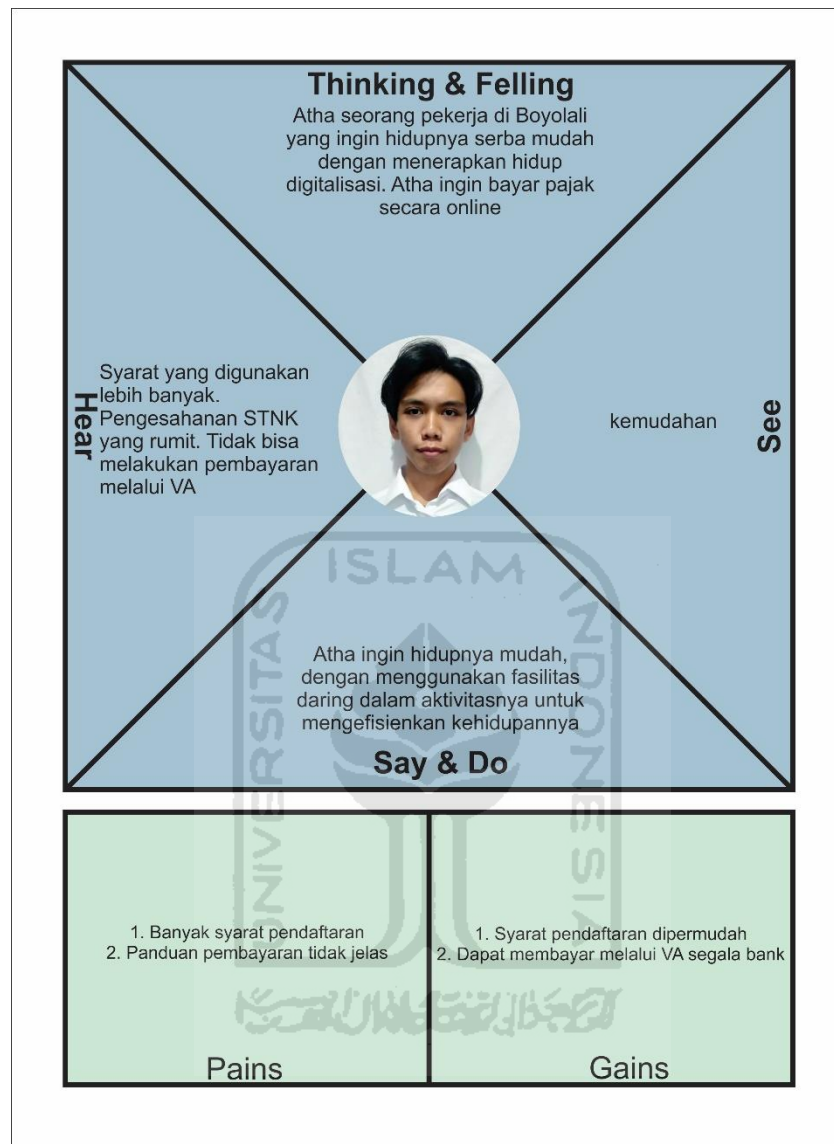 Thinking & Felling
Atha seorang pekerja di Boyolali
yang ingin hidupnya serba mudah
dengan menerapkan hidup
digitalisasi. Atha ingin bayar pajak
secara online
Hear
Syarat yang digunakan
lebih banyak.
Pengesahanan STNK
yang rumit. Tidak bisa
melakukan pembayaran
melalui VA
kemudahan
See
Atha ingin hidupnya mudah,
dengan menggunakan fasilitas
daring dalam aktivitasnya untuk
mengefisienkan kehidupannya
Say & Do
UNIVERSITAS ISLAM INDONESIA
1. Banyak syarat pendaftaran
2. Panduan pembayaran tidak jelas
Pains
1. Syarat pendaftaran dipermudah
2. Dapat membayar melalui VA segala bank
Gains